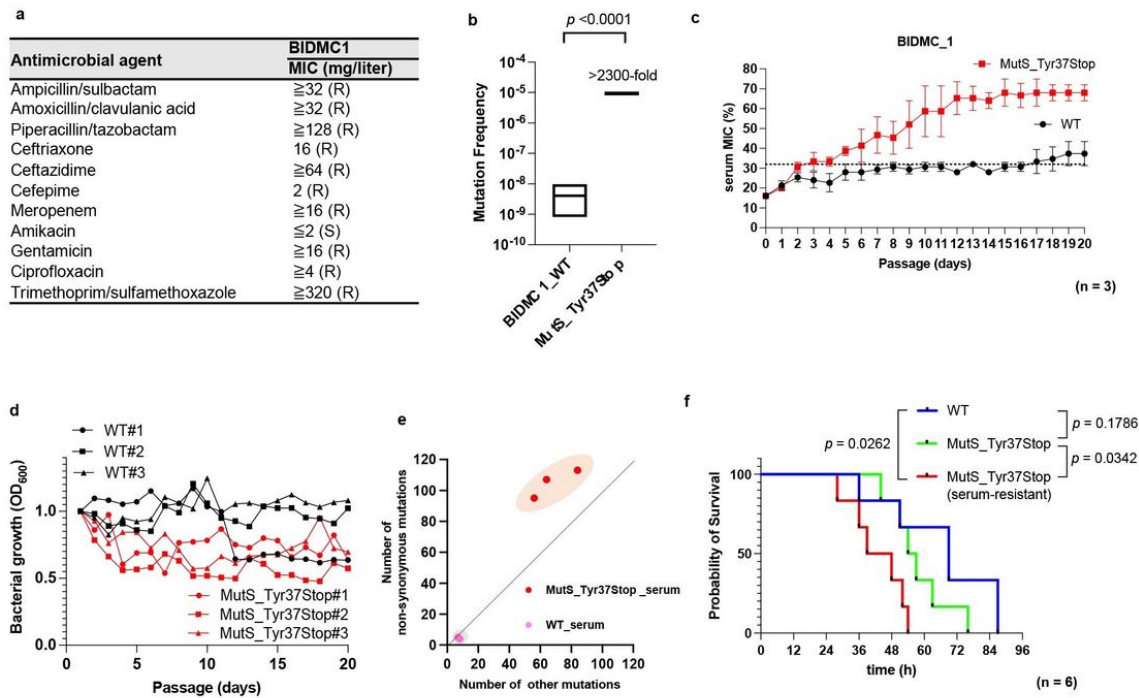 a
Antimicrobial agent
BIDMC1
MIC (mg/liter)
Ampicillin/sulbactam ≧32 (R)
Amoxicillin/clavulanic acid ≧32 (R)
Piperacillin/tazobactam ≧128 (R)
Ceftriaxone 16 (R)
Ceftazidime ≧64 (R)
Cefepime 2 (R)
Meropenem ≧16 (R)
Amikacin ≦2 (S)
Gentamicin ≧16 (R)
Ciprofloxacin ≧4 (R)
Trimethoprim/sulfamethoxazole ≧320 (R)
b
p <0.0001
>2300-fold
Mutation Frequency
10-4
10-5
10-6
10-7
10-8
10-9
10-10
BIDMC 1_WT
MutS_Tyr37Sto p
c
BIDMC_1
MutS_Tyr37Stop
WT
serum MIC (%)
80
70
60
50
40
30
20
10
0 1 2 3 4 5 6 7 8 9 10 11 12 13 14 15 16 17 18 19 20
Passage (days)
(n = 3)
d
WT#1
WT#2
WT#3
Bacterial growth (OD600)
1.0
0.5
0.0
MutS_Tyr37Stop#1
MutS_Tyr37Stop#2
MutS_Tyr37Stop#3
0 5 10 15 20
Passage (days)
e
Number of
non-synonymous mutations
120
100
80
60
40
20
0
MutS_Tyr37Stop _serum
WT_serum
0 20 40 60 80 100 120
Number of other mutations
f
WT
MutS_Tyr37Stop
MutS_Tyr37Stop
(serum-resistant)
p = 0.0262
p = 0.1786
p = 0.0342
Probability of Survival
100
50
0
0 12 24 36 48 60 72 84 96
time (h)
(n = 6)